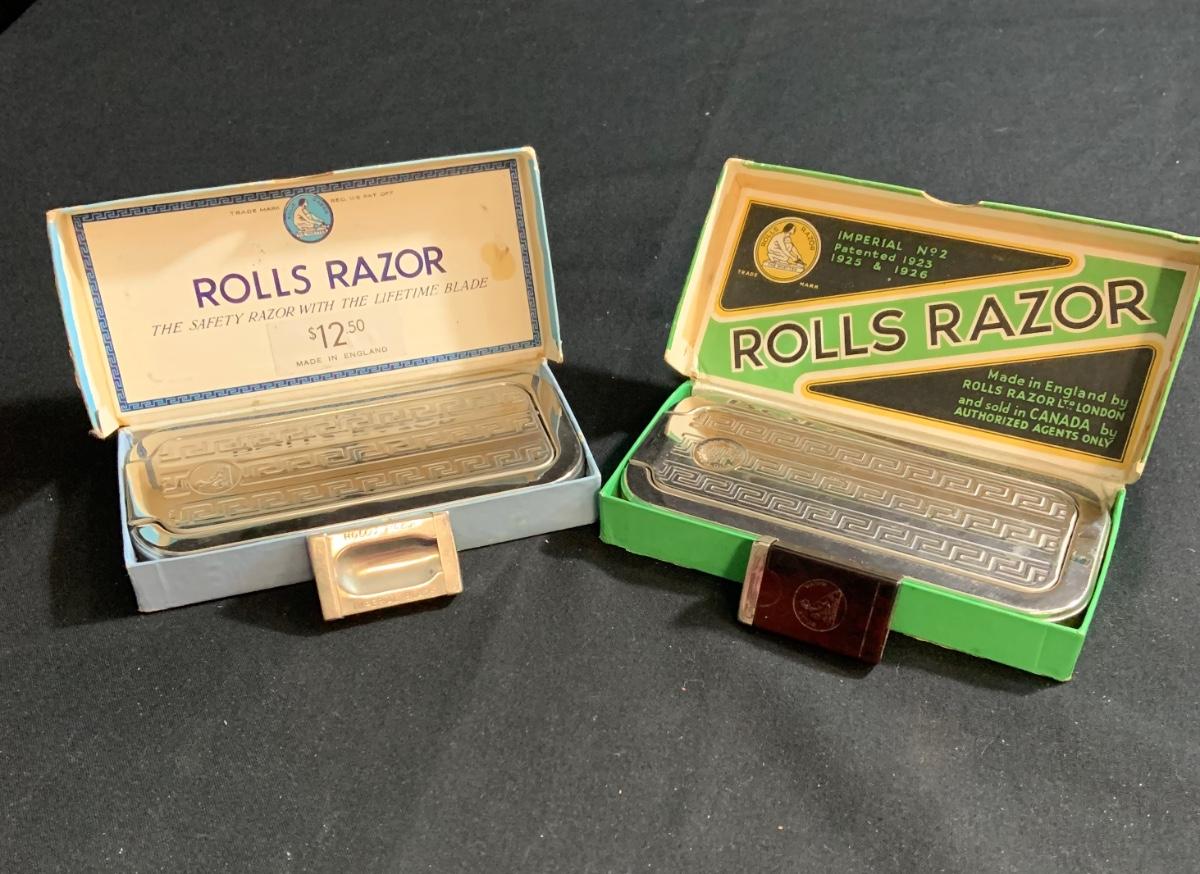 TRADE MARK REG. U.S. PAT. OFF.
ROLLS RAZOR
THE SAFETY RAZOR WITH THE LIFETIME BLADE
$12.50
MADE IN ENGLAND
ROLLS RAZOR
TRADE MARK
IMPERIAL Nº2
Patented 1923
1925 & 1926
ROLLS RAZOR
Made in England by
ROLLS RAZOR LTD LONDON
and sold in CANADA by
AUTHORIZED AGENTS ONLY